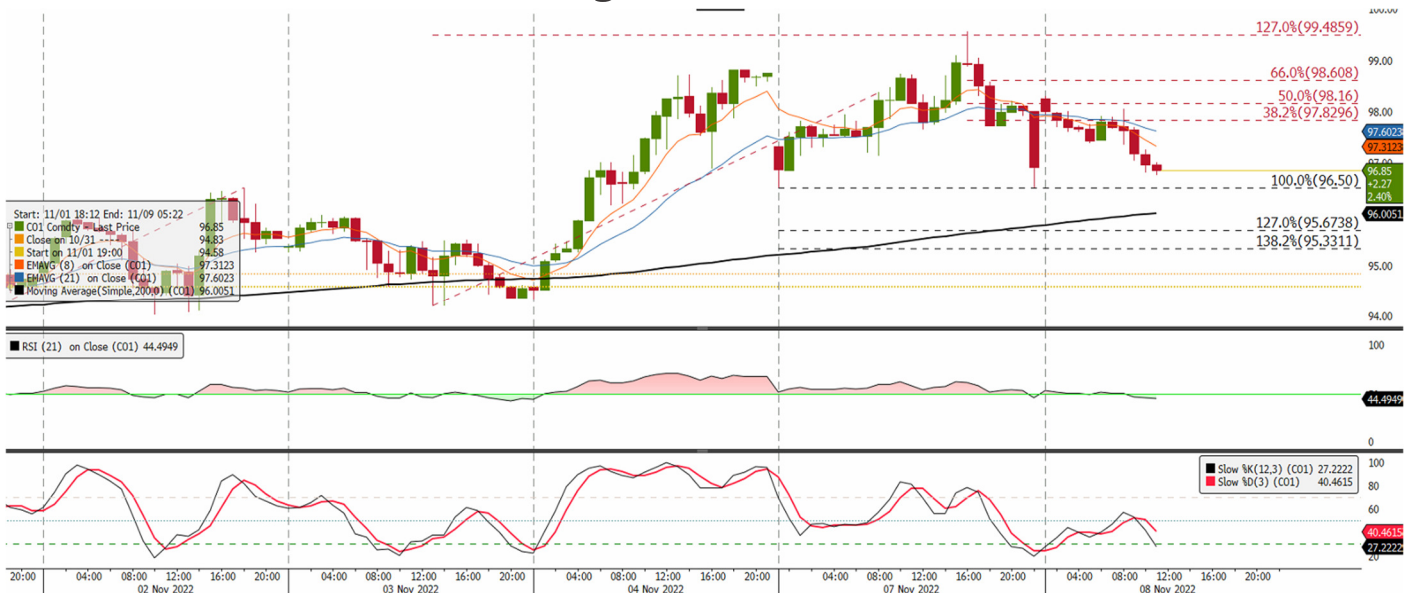 127.0%(99.4859)
99.00
66.0%(98.608)
50.0%(98.16)
98.00
38.2%(97.8296)
97.6023
97.3123
97.00
96.85
+2.27
2.40%
100.0%(96.50)
96.0051
127.0%(95.6738)
138.2%(95.3311)
95.00
94.00
Start: 11/01 18:12 End: 11/09 05:22
CO1 Comdty - Last Price 96.85
Close on 10/31 ---- 94.83
Start on 11/01 19:00 94.58
EMAVG (8) on Close (CO1) 97.3123
EMAVG (21) on Close (CO1) 97.6023
Moving Average(Simple,200,0) (CO1) 96.0051
RSI (21) on Close (CO1) 44.4949
100
44.4949
0
Slow %K(12,3) (CO1) 27.2222
Slow %D(3) (CO1) 40.4615
100
80
60
40.4615
27.2222
20
20:00 04:00 08:00 12:00 16:00 20:00 04:00 08:00 12:00 16:00 20:00 04:00 08:00 12:00 16:00 20:00 04:00 08:00 12:00 16:00 20:00 04:00 08:00 12:00 16:00 20:00
02 Nov 2022 03 Nov 2022 04 Nov 2022 07 Nov 2022 08 Nov 2022